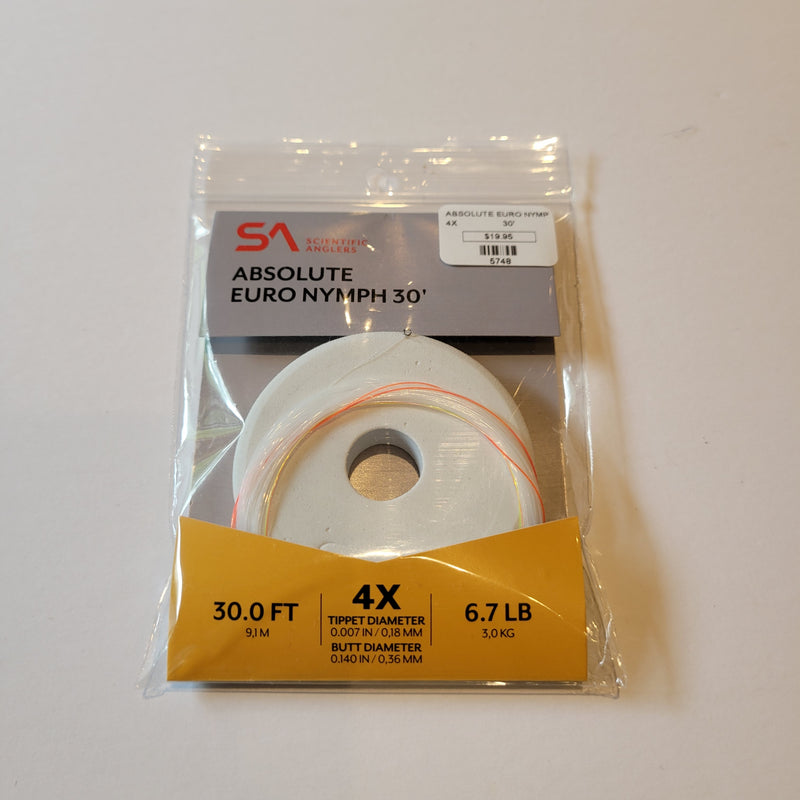 ABSOLUTE EURO NYMP
4X 30'
$19.95
5748
SA SCIENTIFIC
ANGLERS
ABSOLUTE
EURO NYMPH 30'
30.0 FT
9,1 M
4X
TIPPET DIAMETER
0.007 IN / 0,18 MM
BUTT DIAMETER
0.140 IN / 0,36 MM
6.7 LB
3,0 KG